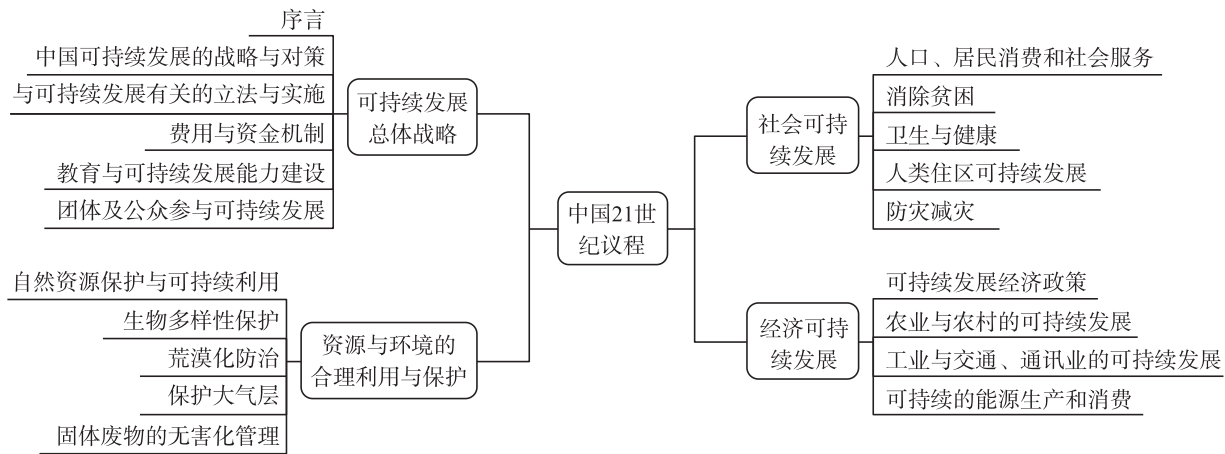 序言
中国可持续发展的战略与对策
与可持续发展有关的立法与实施
费用与资金机制
教育与可持续发展能力建设
团体及公众参与可持续发展
可持续发展
总体战略
自然资源保护与可持续利用
生物多样性保护
荒漠化防治
保护大气层
固体废物的无害化管理
资源与环境的
合理利用与保护
中国21世
纪议程
社会可持
续发展
人口、居民消费和社会服务
消除贫困
卫生与健康
人类住区可持续发展
防灾减灾
经济可持
续发展
可持续发展经济政策
农业与农村的可持续发展
工业与交通、通讯业的可持续发展
可持续的能源生产和消费